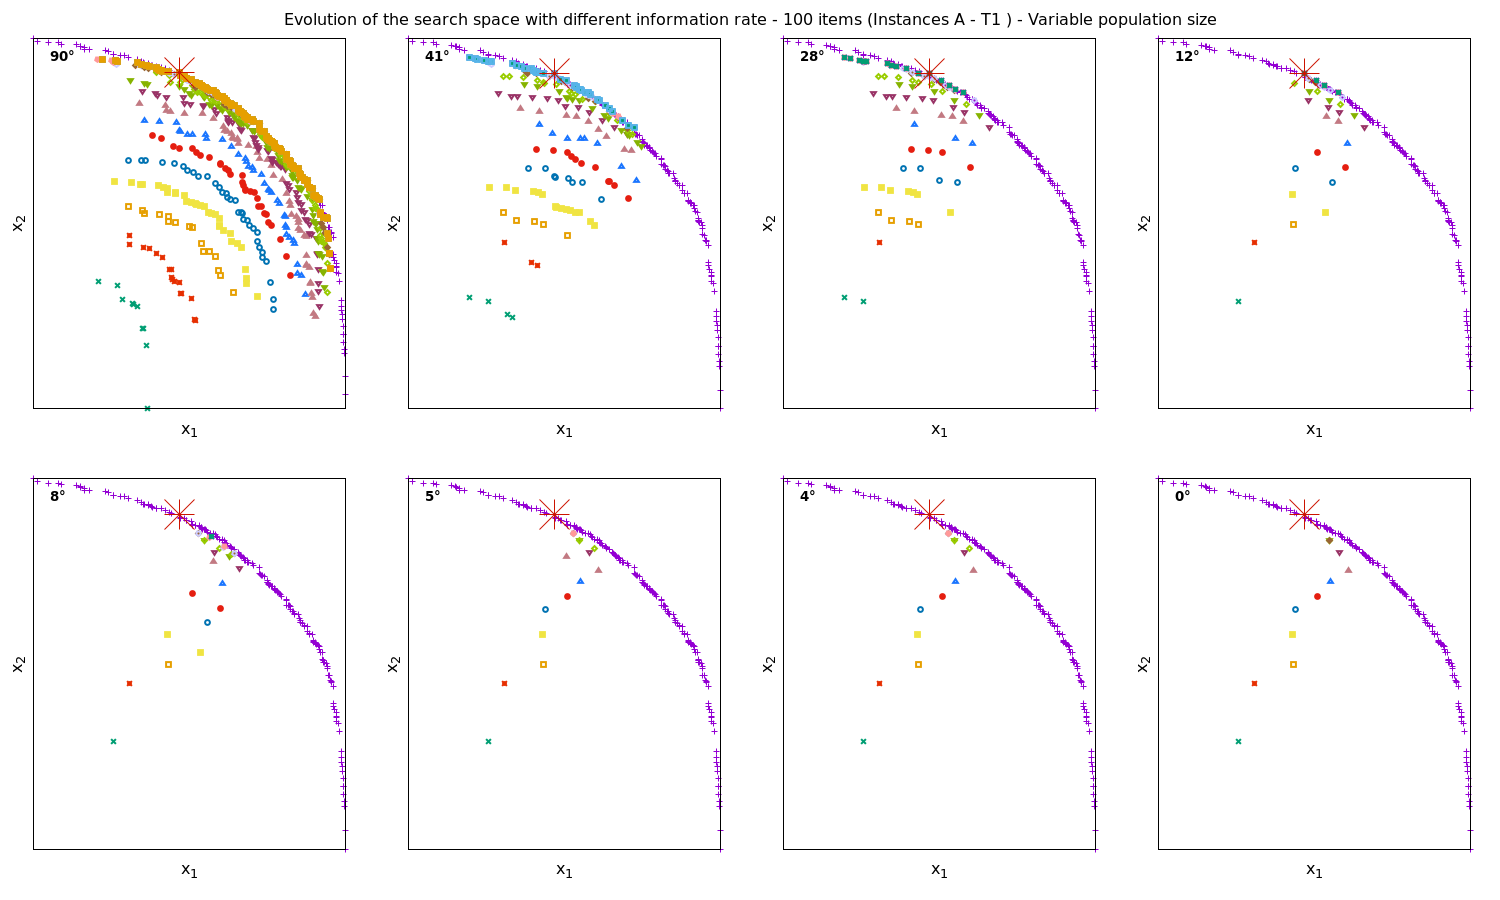 Evolution of the search space with different information rate - 100 items (Instances A - T1 ) - Variable population size
90°
41°
28°
12°
x2
x2
x2
x2
x1
x1
x1
x1
8°
5°
4°
0°
x2
x2
x2
x2
x1
x1
x1
x1